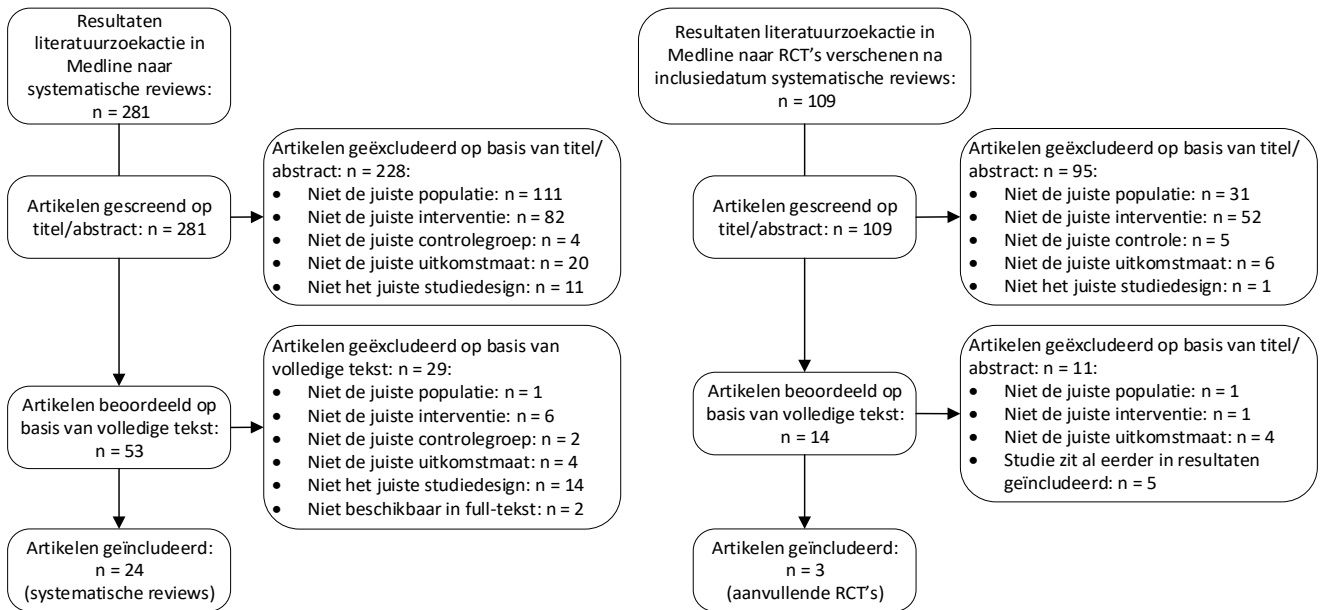 Resultaten
literatuurzoekactie in
Medline naar
systematische reviews:
n = 281
Artikelen gescreend op
titel/abstract: n = 281
Artikelen geëxcludeerd op basis van titel/
abstract: n = 228:
• Niet de juiste populatie: n = 111
• Niet de juiste interventie: n = 82
• Niet de juiste controlegroep: n = 4
• Niet de juiste uitkomstmaat: n = 20
• Niet het juiste studiedesign: n = 11
Artikelen beoordeeld op
basis van volledige tekst:
n = 53
Artikelen geëxcludeerd op basis van
volledige tekst: n = 29:
• Niet de juiste populatie: n = 1
• Niet de juiste interventie: n = 6
• Niet de juiste controlegroep: n = 2
• Niet de juiste uitkomstmaat: n = 4
• Niet het juiste studiedesign: n = 14
• Niet beschikbaar in full-tekst: n = 2
Artikelen geïncludeerd:
n = 24
(systematische reviews)
Resultaten literatuurzoekactie in
Medline naar RCT’s verschenen na
inclusiedatum systematische reviews:
n = 109
Artikelen gescreend op
titel/abstract: n = 109
Artikelen geëxcludeerd op basis van titel/
abstract: n = 95:
• Niet de juiste populatie: n = 31
• Niet de juiste interventie: n = 52
• Niet de juiste controle: n = 5
• Niet de juiste uitkomstmaat: n = 6
• Niet het juiste studiedesign: n = 1
Artikelen beoordeeld op
basis van volledige tekst:
n = 14
Artikelen geëxcludeerd op basis van titel/
abstract: n = 11:
• Niet de juiste populatie: n = 1
• Niet de juiste interventie: n = 1
• Niet de juiste uitkomstmaat: n = 4
• Studie zit al eerder in resultaten
geïncludeerd: n = 5
Artikelen geïncludeerd:
n = 3
(aanvullende RCT’s)